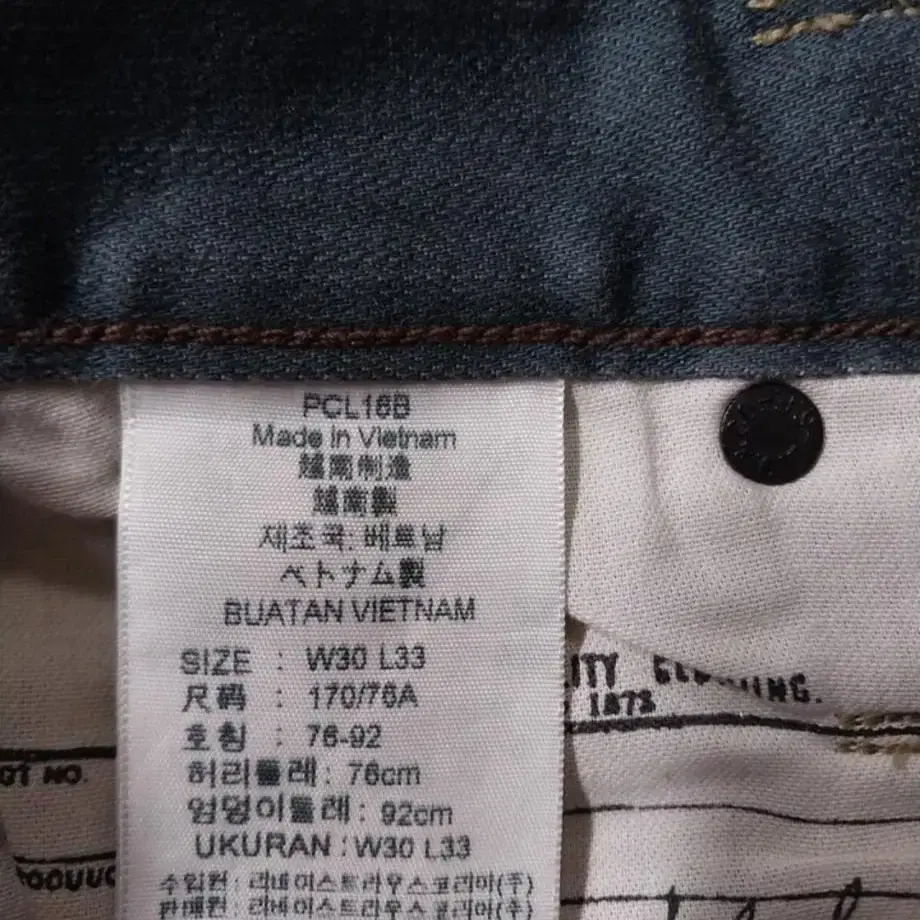 PCL16B
Made in Vietnam
越南制造
越南製
재조국: 베트남
ベトナム製
BUATAN VIETNAM
SIZE : W30 L33
尺码 : 170/76A
호칭 : 76-92
허리둘레: 76cm
엉덩이둘레: 92cm
UKURAN : W30 L33
수입원: 리바이스트라우스코리아(주)
판매원: 리바이스트라우스코리아(주)
ITY CLOTHING.
1873
OT NO.